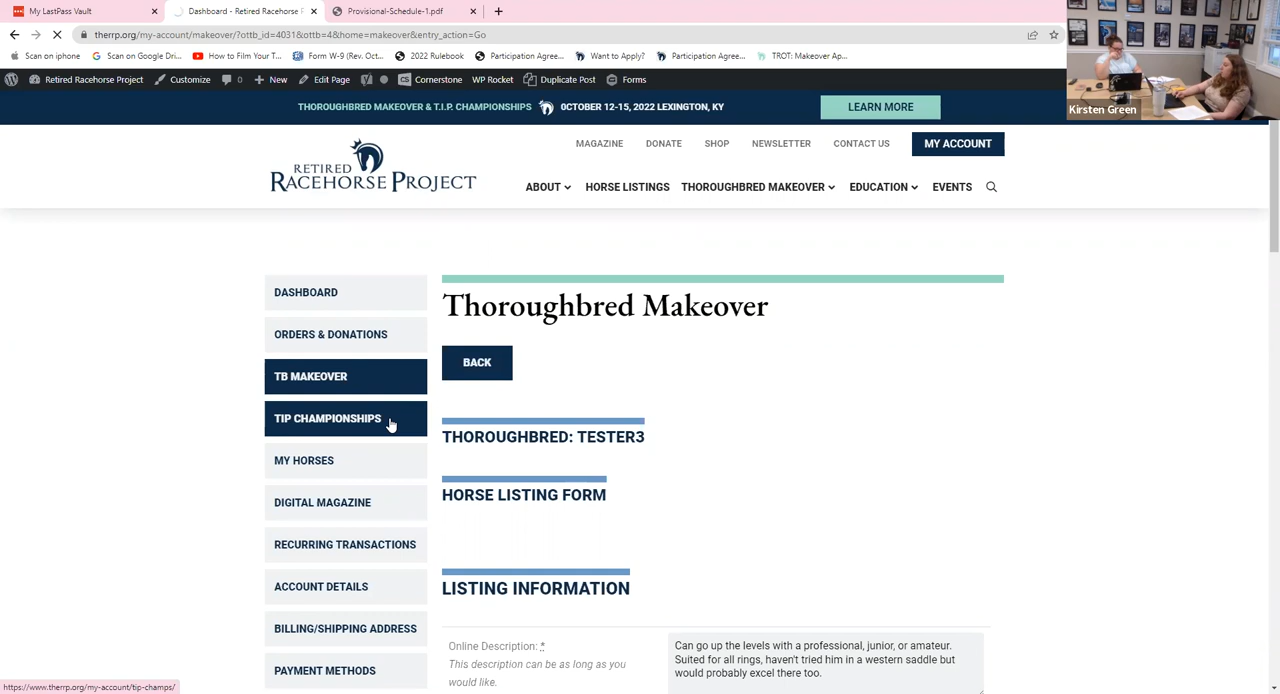 My LastPass Vault
Dashboard - Retired Racehorse P
Provisional-Schedule-1.pdf
therrp.org/my-account/makeover/?ottb_id=4031&ottb=4&home=makeover&entry_action=Go
Scan on iphone
Scan on Google Dri...
How to Film Your T...
Form W-9 (Rev. Oct...
2022 Rulebook
Participation Agree...
Want to Apply?
Participation Agree...
TROT: Makeover Ap...
Retired Racehorse Project
Customize
0
New
Edit Page
CS Cornerstone
WP Rocket
Duplicate Post
Forms
Kirsten Green
THOROUGHBRED MAKEOVER & T.I.P. CHAMPIONSHIPS
OCTOBER 12-15, 2022 LEXINGTON, KY
LEARN MORE
RETIRED
RACEHORSE PROJECT
MAGAZINE
DONATE
SHOP
NEWSLETTER
CONTACT US
MY ACCOUNT
ABOUT
HORSE LISTINGS
THOROUGHBRED MAKEOVER
EDUCATION
EVENTS
DASHBOARD
ORDERS & DONATIONS
TB MAKEOVER
TIP CHAMPIONSHIPS
MY HORSES
DIGITAL MAGAZINE
RECURRING TRANSACTIONS
ACCOUNT DETAILS
BILLING/SHIPPING ADDRESS
PAYMENT METHODS
Thoroughbred Makeover
BACK
THOROUGHBRED: TESTER3
HORSE LISTING FORM
LISTING INFORMATION
Online Description: *
This description can be as long as you
would like.
Can go up the levels with a professional, junior, or amateur.
Suited for all rings, haven't tried him in a western saddle but
would probably excel there too.
https://www.therrp.org/my-account/tip-champs/